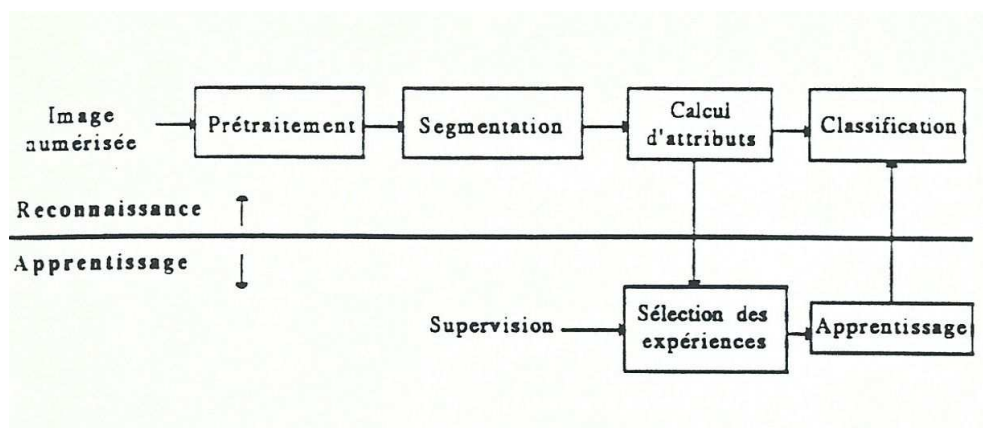 Image
numérisée
Prétraitement
Segmentation
Calcul
d'attributs
Classification
Reconnaissance
Apprentissage
Supervision
Sélection des
expériences
Apprentissage